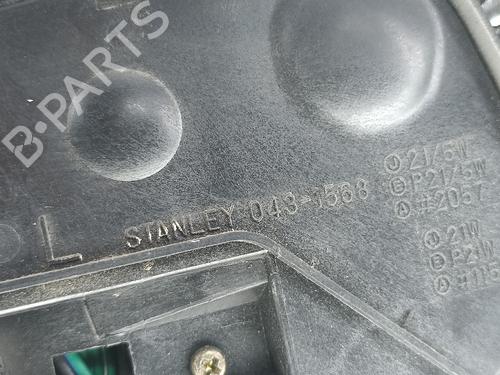 B-PARTS
L STANLEY 043-1568
J 21/5W
E P21/5W
A #2057
J 21W
E P21W
A